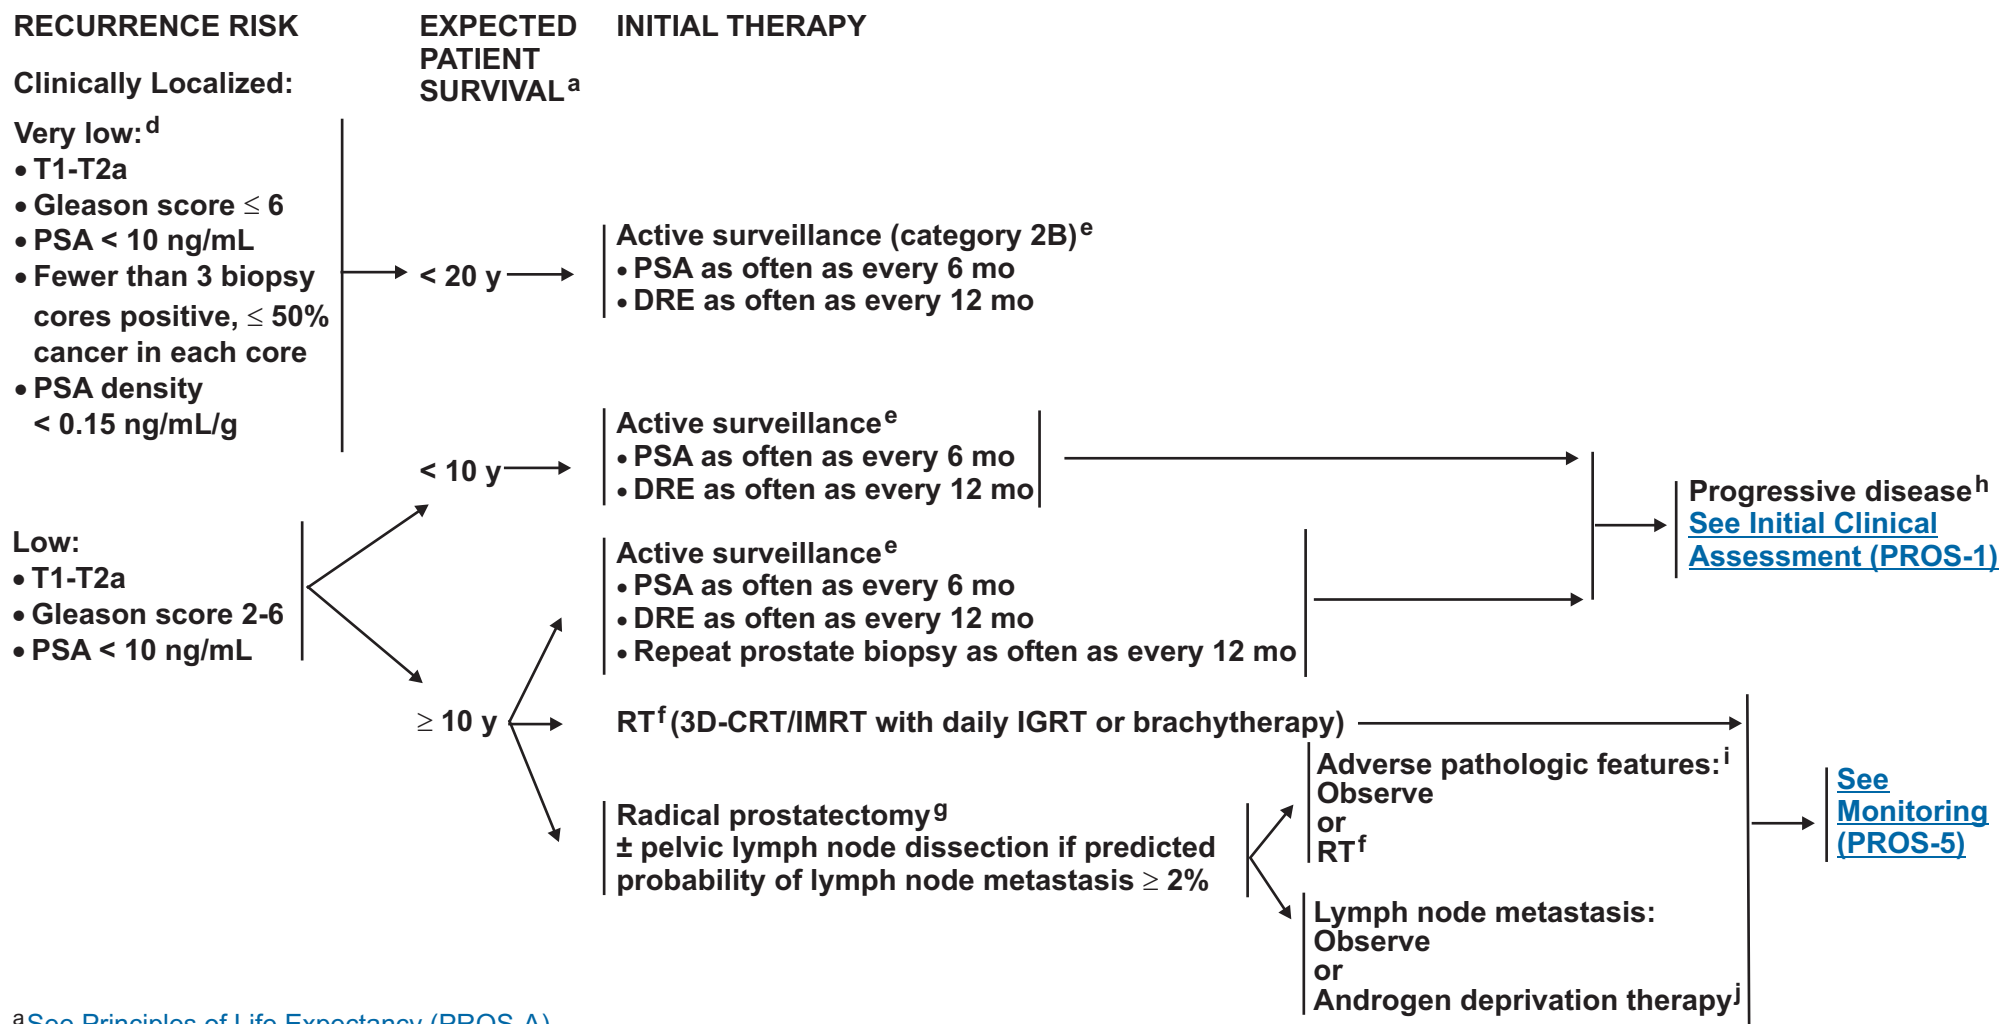 RECURRENCE RISK
EXPECTED
PATIENT
SURVIVALa
INITIAL THERAPY
Clinically Localized:
Very low:d
• T1-T2a
• Gleason score ≤ 6
• PSA < 10 ng/mL
• Fewer than 3 biopsy
cores positive, ≤ 50%
cancer in each core
• PSA density
< 0.15 ng/mL/g
< 20 y
Active surveillance (category 2B)e
• PSA as often as every 6 mo
• DRE as often as every 12 mo
Low:
• T1-T2a
• Gleason score 2-6
• PSA < 10 ng/mL
< 10 y
Active surveillancee
• PSA as often as every 6 mo
• DRE as often as every 12 mo
≥ 10 y
Active surveillancee
• PSA as often as every 6 mo
• DRE as often as every 12 mo
• Repeat prostate biopsy as often as every 12 mo
Progressive diseaseh
See Initial Clinical
Assessment (PROS-1)
RTf (3D-CRT/IMRT with daily IGRT or brachytherapy)
Radical prostatectomyg
± pelvic lymph node dissection if predicted
probability of lymph node metastasis ≥ 2%
Adverse pathologic features:i
Observe
or
RTf
Lymph node metastasis:
Observe
or
Androgen deprivation therapyj
See
Monitoring
(PROS-5)
aSee Principles of Life Expectancy (PROS-A)